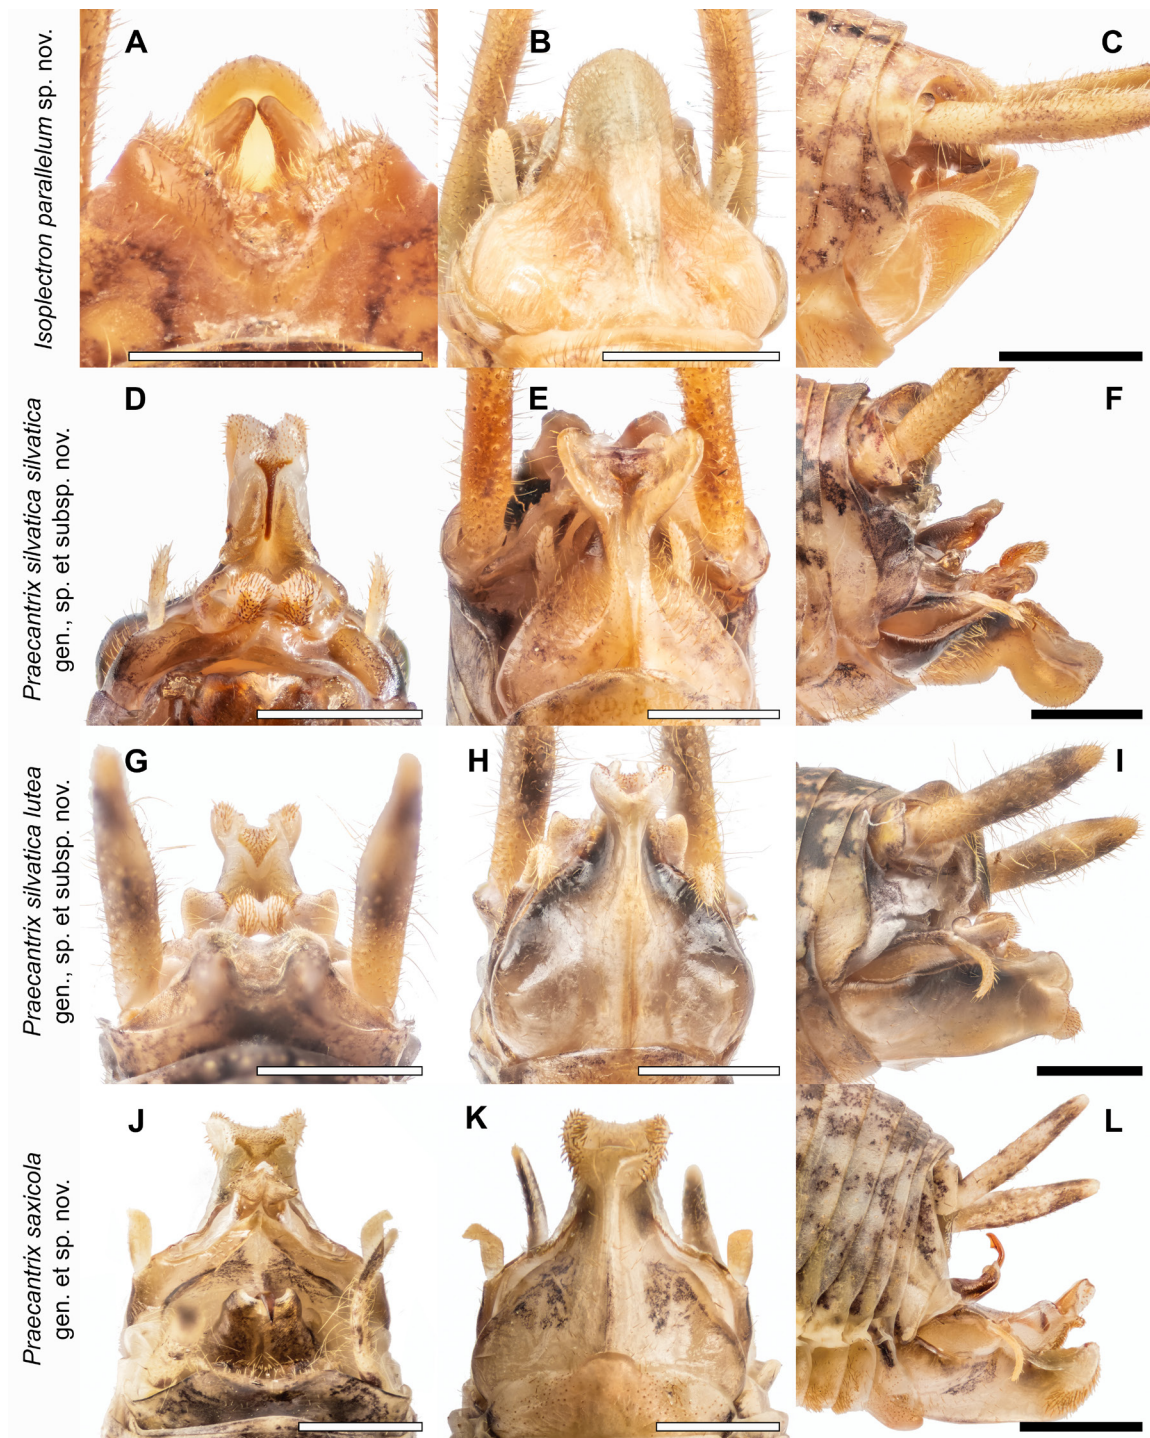 Isoplectron parallelum sp. nov.
A
B
C
Praecantrix silvatica silvatica
gen., sp. et subsp. nov.
D
E
F
Praecantrix silvatica lutea
gen., sp. et subsp. nov.
G
H
I
Praecantrix saxicola
gen. et sp. nov.
J
K
L